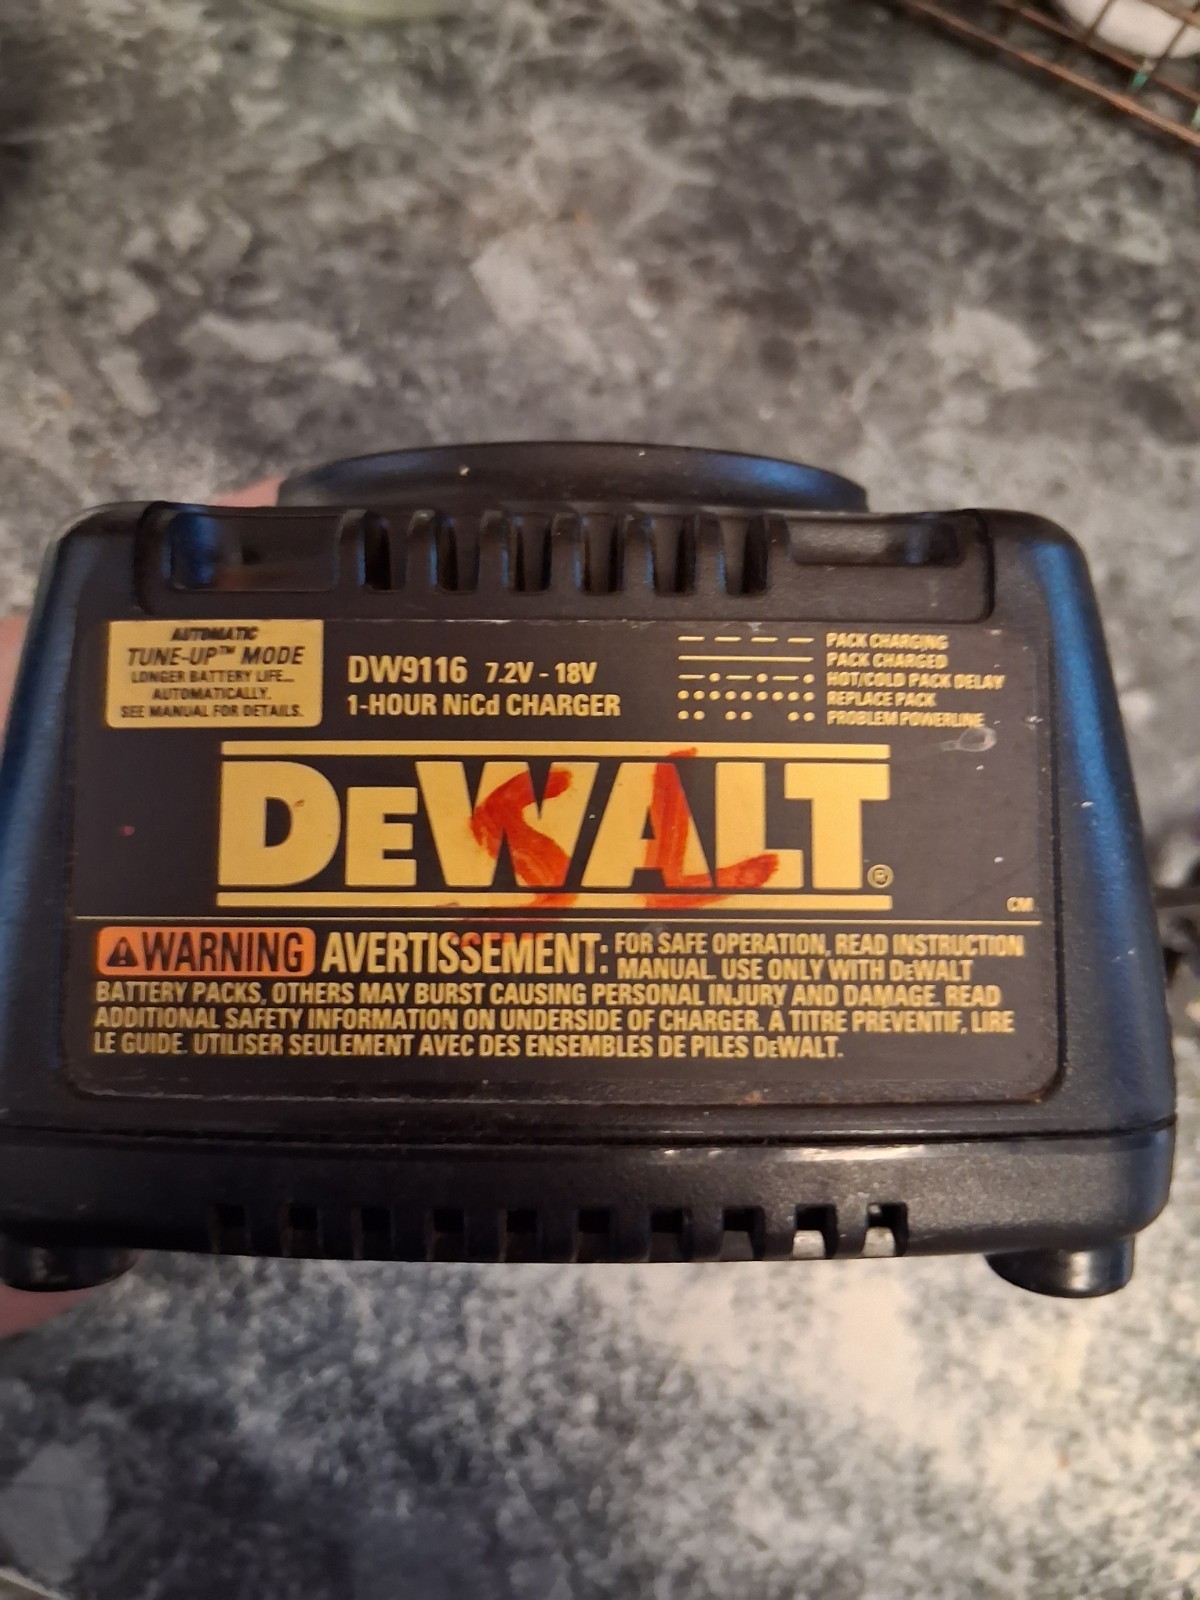 AUTOMATIC
TUNE-UP™ MODE
LONGER BATTERY LIFE...
AUTOMATICALLY.
SEE MANUAL FOR DETAILS.
DW9116 7.2V - 18V
1-HOUR NiCd CHARGER
PACK CHARGING
PACK CHARGED
HOT/COLD PACK DELAY
REPLACE PACK
PROBLEM POWERLINE
DEWALT®
SL
CM
WARNING AVERTISSEMENT: FOR SAFE OPERATION, READ INSTRUCTION
MANUAL. USE ONLY WITH DEWALT
BATTERY PACKS, OTHERS MAY BURST CAUSING PERSONAL INJURY AND DAMAGE. READ
ADDITIONAL SAFETY INFORMATION ON UNDERSIDE OF CHARGER. A TITRE PREVENTIF, LIRE
LE GUIDE. UTILISER SEULEMENT AVEC DES ENSEMBLES DE PILES DEWALT.